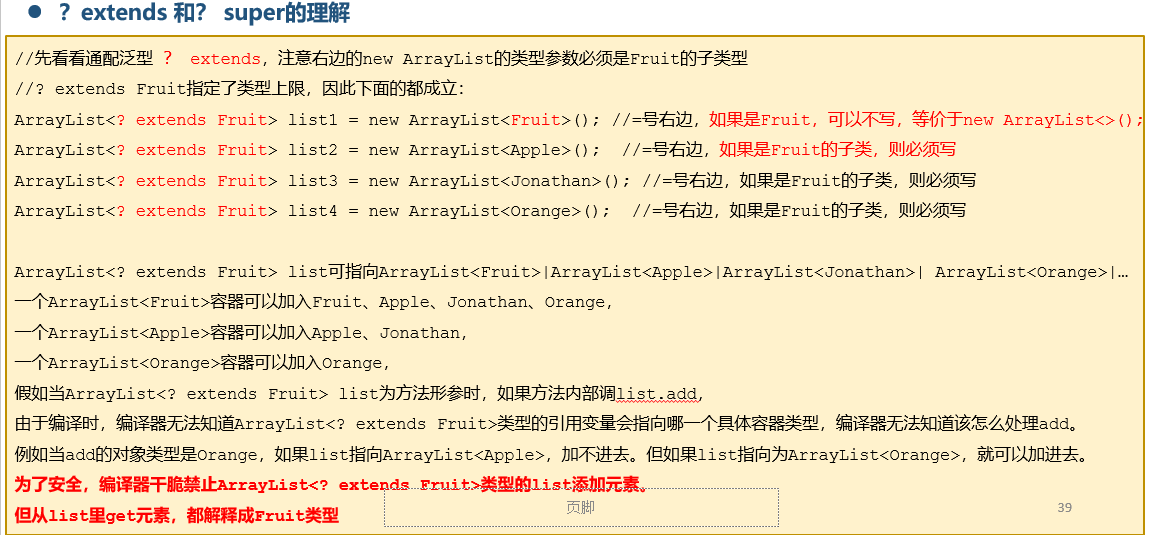 ● ？extends 和？ super的理解
//先看看通配泛型 ？ extends，注意右边的new ArrayList的类型参数必须是Fruit的子类型
//? extends Fruit指定了类型上限，因此下面的都成立：
ArrayList<? extends Fruit> list1 = new ArrayList<Fruit>(); //=号右边，如果是Fruit，可以不写，等价于new ArrayList<>();
ArrayList<? extends Fruit> list2 = new ArrayList<Apple>();  //=号右边，如果是Fruit的子类，则必须写
ArrayList<? extends Fruit> list3 = new ArrayList<Jonathan>(); //=号右边，如果是Fruit的子类，则必须写
ArrayList<? extends Fruit> list4 = new ArrayList<Orange>();  //=号右边，如果是Fruit的子类，则必须写
ArrayList<? extends Fruit> list可指向ArrayList<Fruit>|ArrayList<Apple>|ArrayList<Jonathan>| ArrayList<Orange>|…
一个ArrayList<Fruit>容器可以加入Fruit、Apple、Jonathan、Orange，
一个ArrayList<Apple>容器可以加入Apple、Jonathan，
一个ArrayList<Orange>容器可以加入Orange，
假如当ArrayList<? extends Fruit> list为方法形参时，如果方法内部调list.add，
由于编译时，编译器无法知道ArrayList<? extends Fruit>类型的引用变量会指向哪一个具体容器类型，编译器无法知道该怎么处理add。
例如当add的对象类型是Orange，如果list指向ArrayList<Apple>，加不进去。但如果list指向为ArrayList<Orange>，就可以加进去。
为了安全，编译器干脆禁止ArrayList<? extends Fruit>类型的list添加元素。
但从list里get元素，都解释成Fruit类型
页脚
39